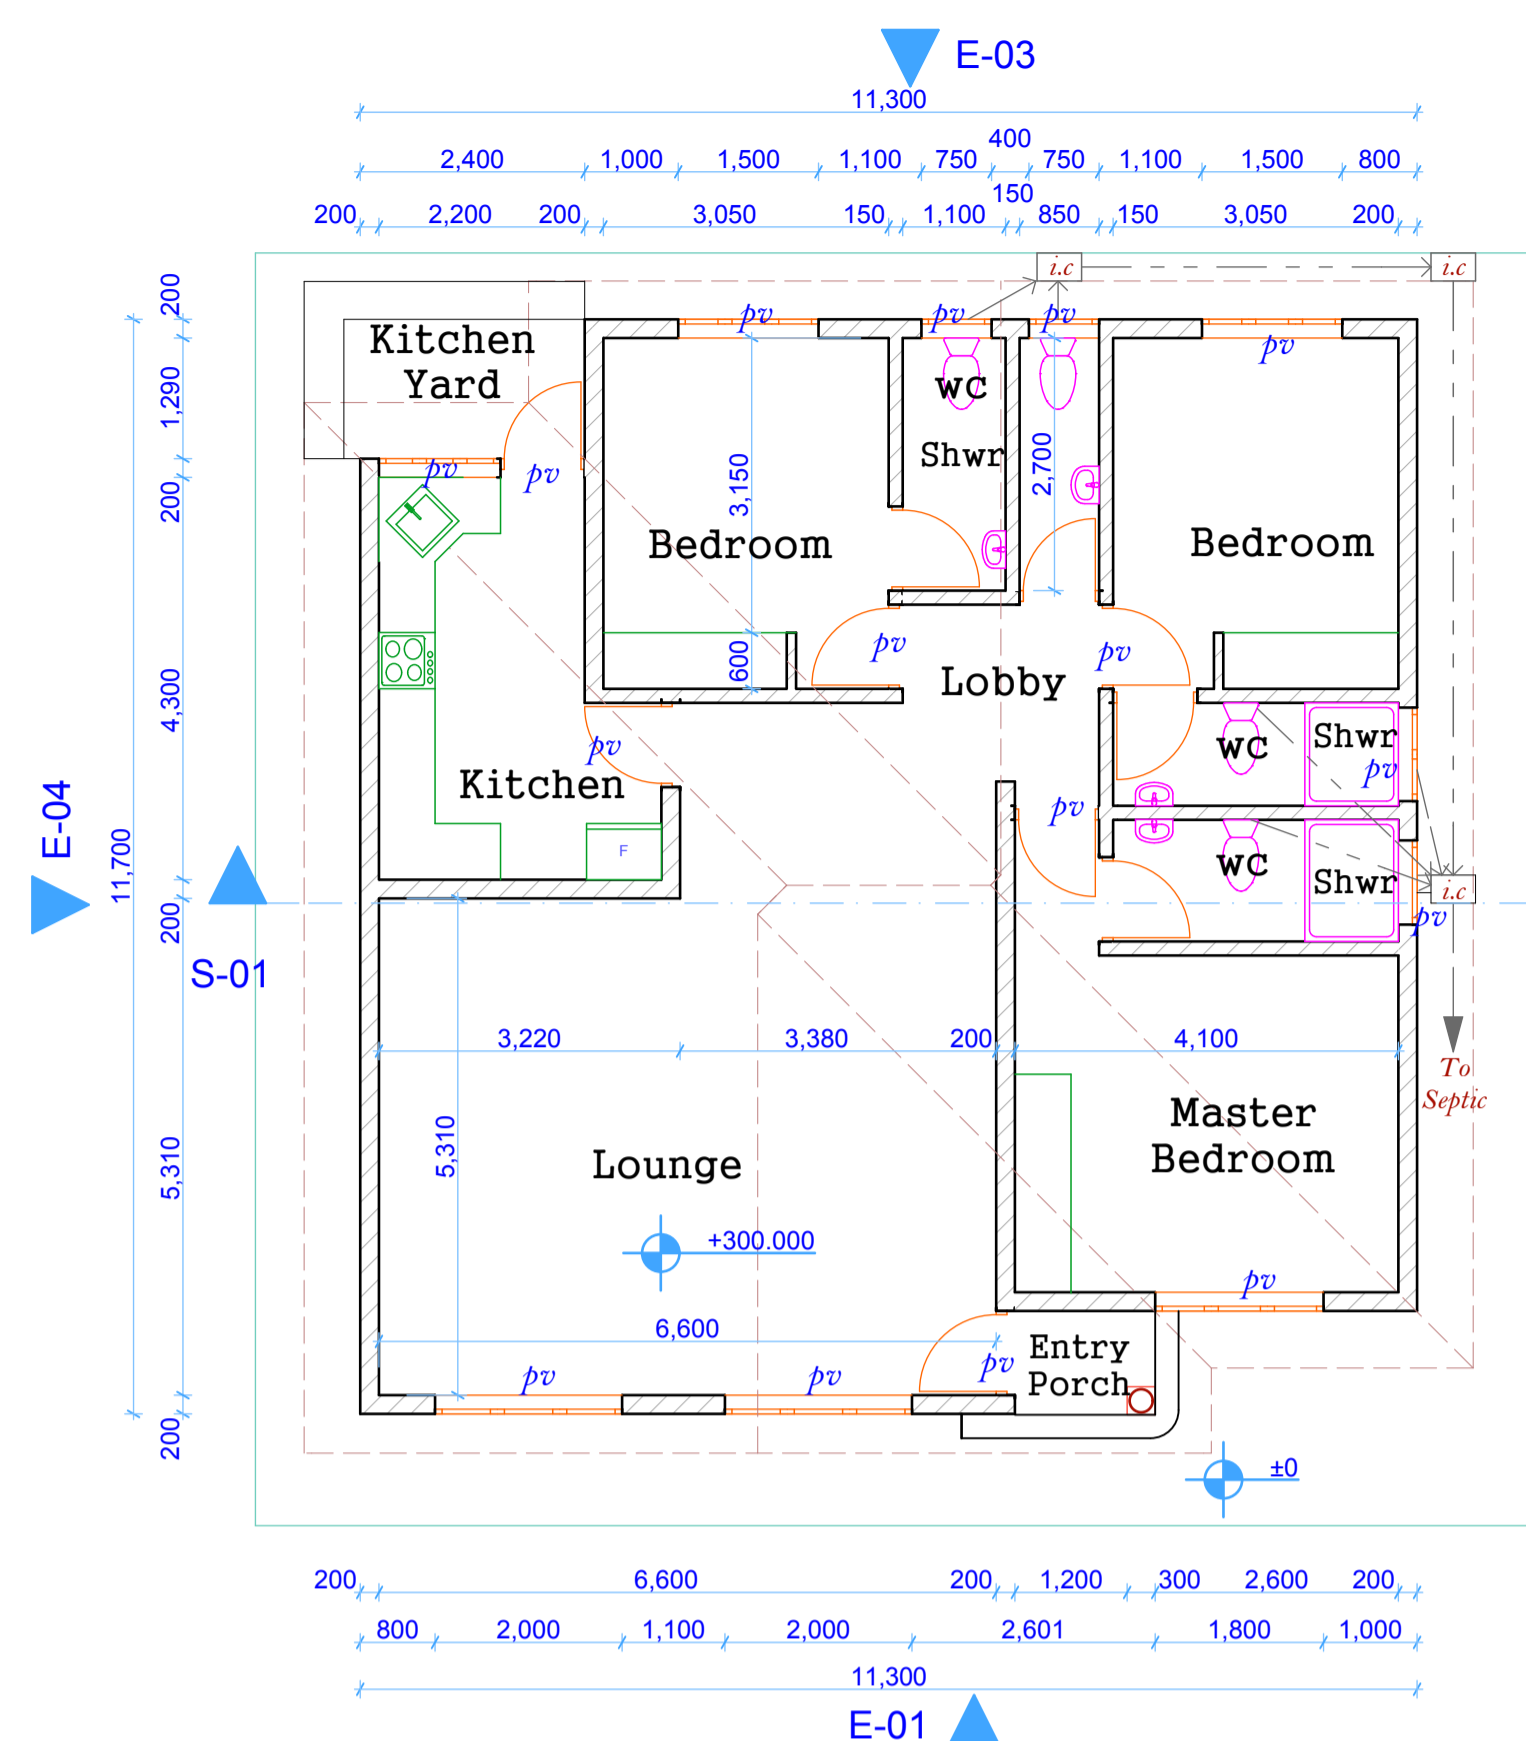 E-03
11,300
400
2,400 1,000 1,500 1,100 750 750 1,100 1,500 800
150
200 2,200 200 3,050 150 1,100 850 150 3,050 200
i.c i.c
200
pv pv pv
Kitchen
Yard
pv
1,290
wc
Shwr
2,700
pv pv
200
3,150
Bedroom
Bedroom
pv
pv
600
Lobby
4,300
pv
wc
Shwr
pv
Kitchen
pv
E-04
11,700
F
wc
Shwr
i.c
200
pv
S-01
3,220 3,380 200 4,100
To
Septic
Master
Bedroom
5,310
5,310
Lounge
+300.000
pv
6,600
Entry
Porch
pv
pv pv
200
±0
200 6,600 200 1,200 300 2,600 200
800 2,000 1,100 2,000 2,601 1,800 1,000
11,300
E-01